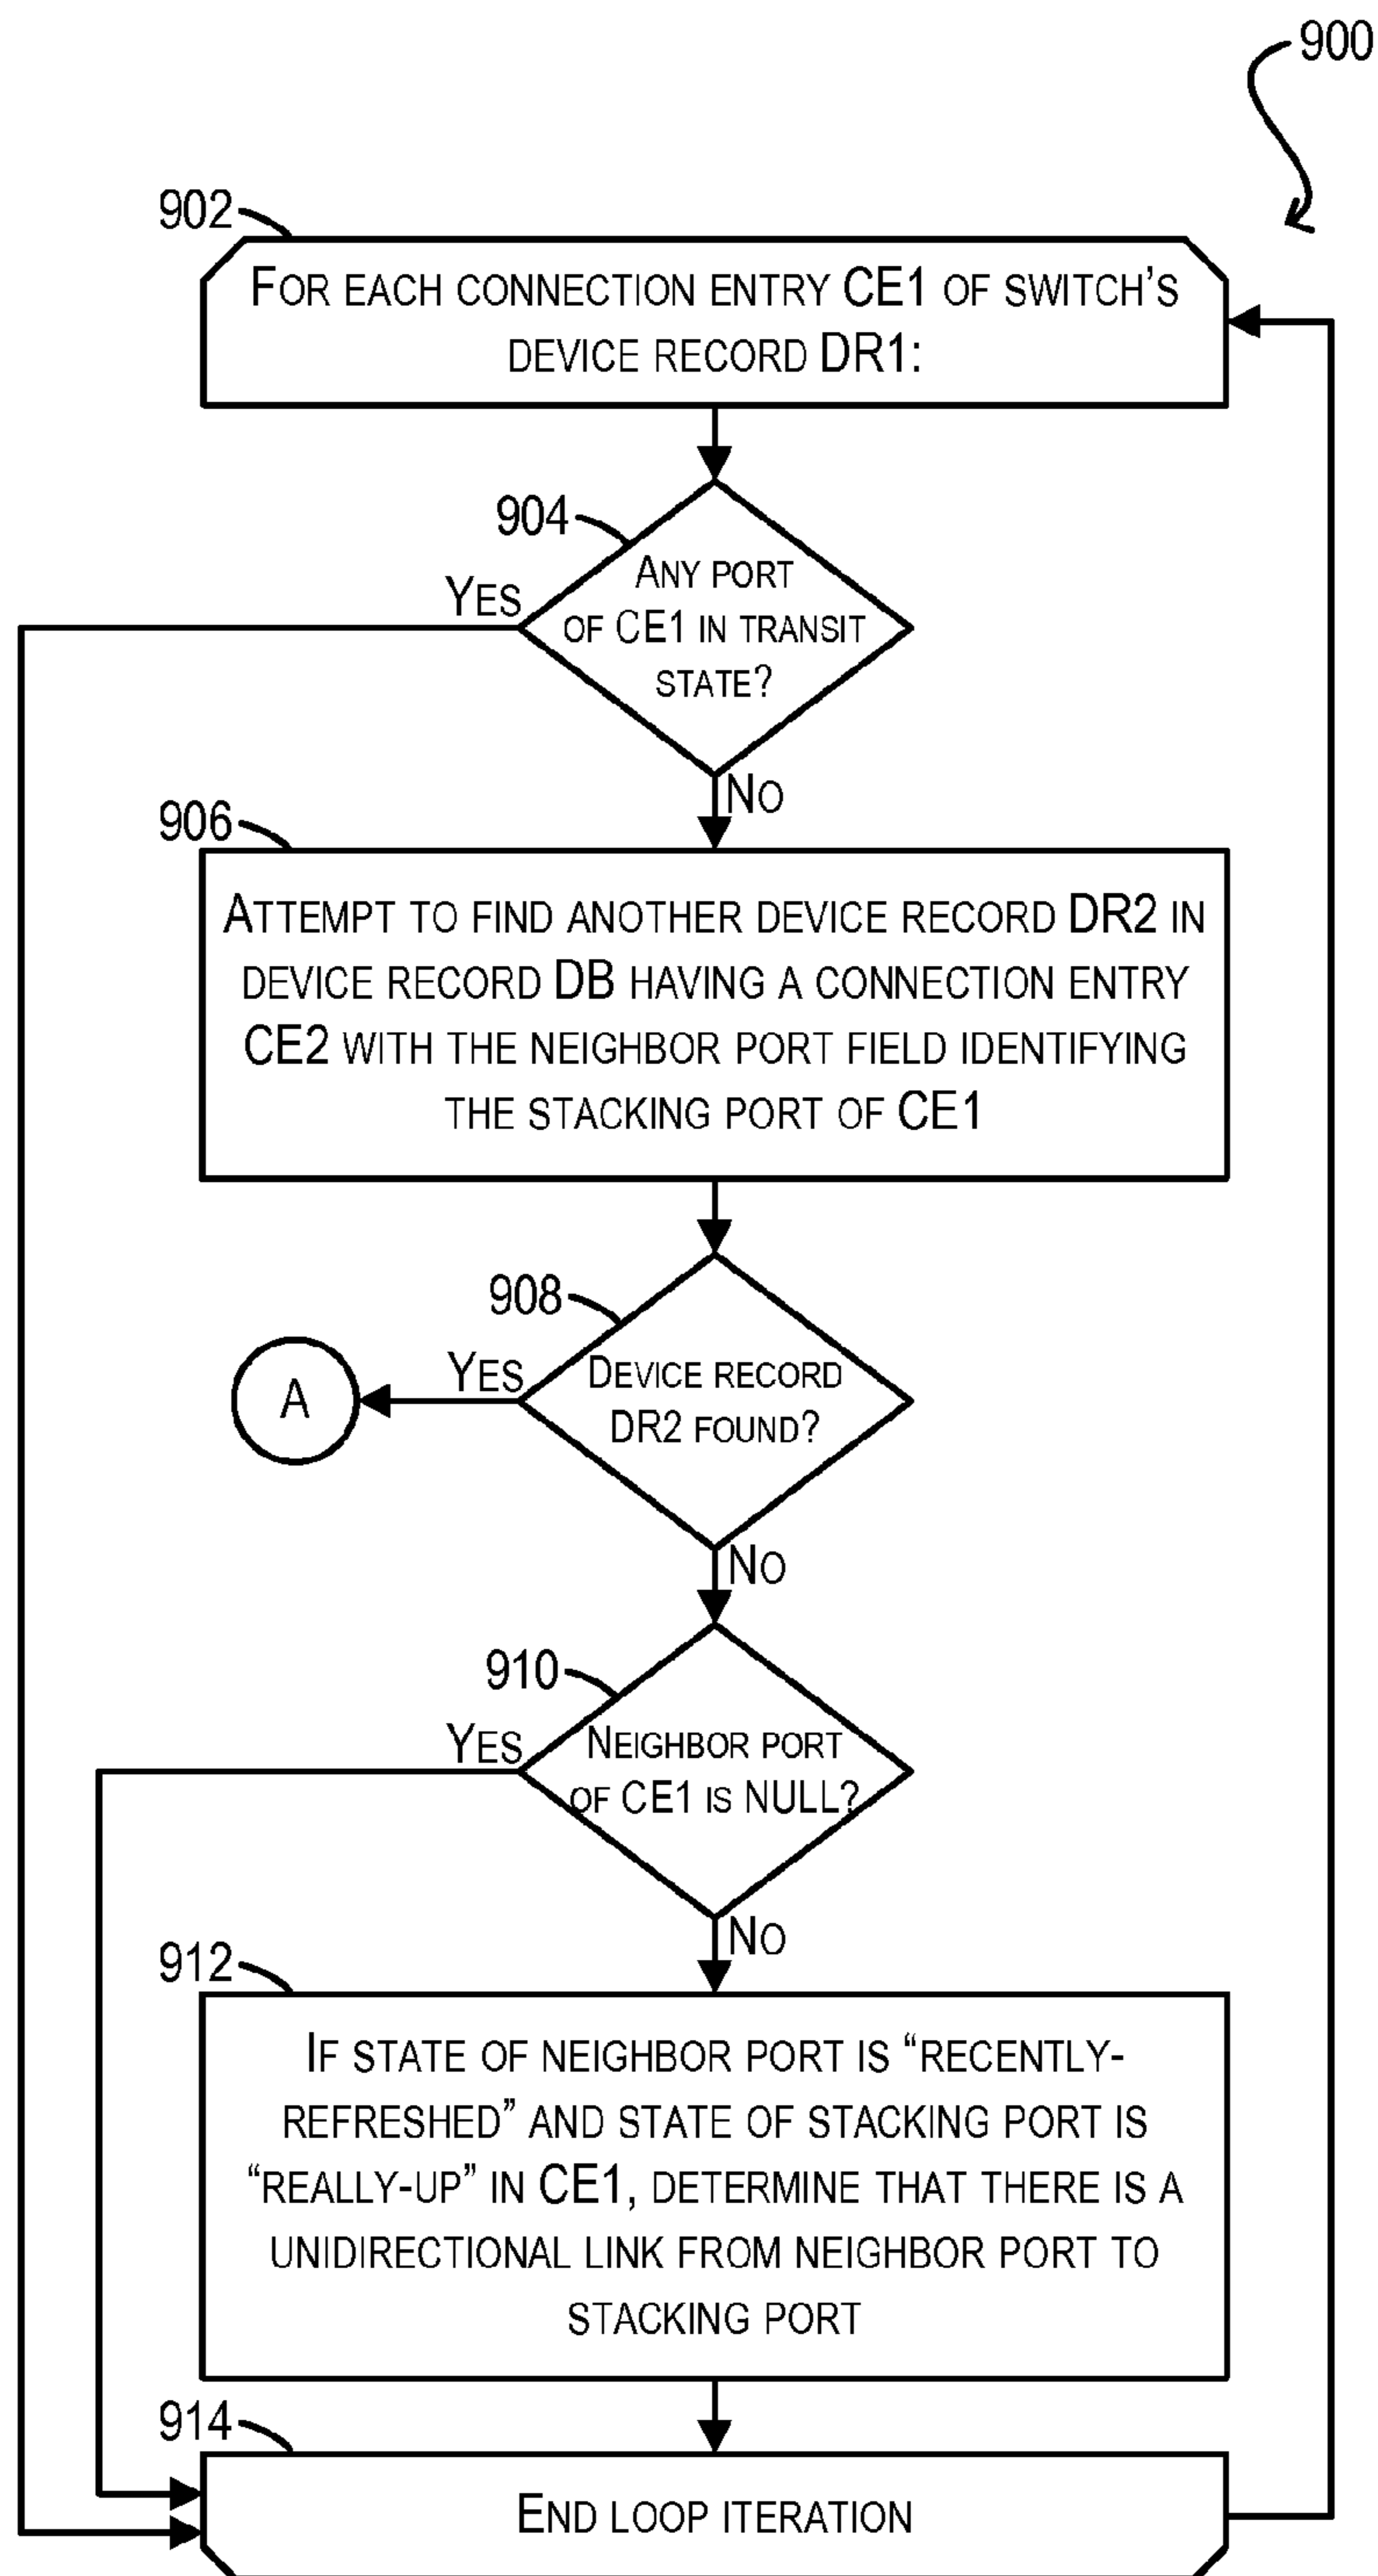 900
902
FOR EACH CONNECTION ENTRY CE1 OF SWITCH'S
DEVICE RECORD DR1:
904
YES
ANY PORT
OF CE1 IN TRANSIT
STATE?
NO
906
ATTEMPT TO FIND ANOTHER DEVICE RECORD DR2 IN
DEVICE RECORD DB HAVING A CONNECTION ENTRY
CE2 WITH THE NEIGHBOR PORT FIELD IDENTIFYING
THE STACKING PORT OF CE1
908
A
YES
DEVICE RECORD
DR2 FOUND?
NO
910
YES
NEIGHBOR PORT
OF CE1 IS NULL?
NO
912
IF STATE OF NEIGHBOR PORT IS “RECENTLY-
REFRESHED” AND STATE OF STACKING PORT IS
“REALLY-UP” IN CE1, DETERMINE THAT THERE IS A
UNIDIRECTIONAL LINK FROM NEIGHBOR PORT TO
STACKING PORT
914
END LOOP ITERATION